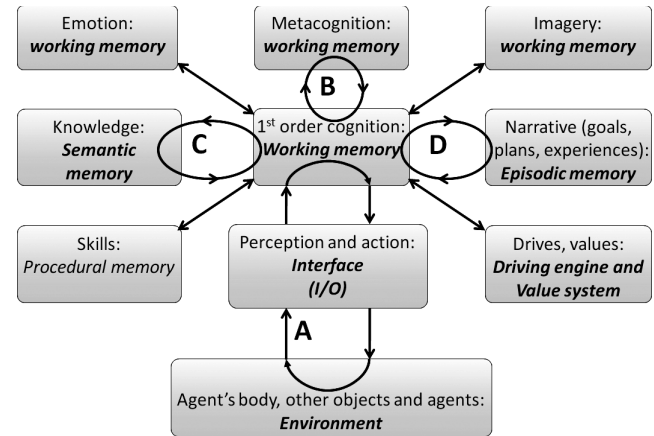 Emotion:
working memory
Metacognition:
working memory
Imagery:
working memory
B
Knowledge:
Semantic
memory
C
1st order cognition:
Working memory
D
Narrative (goals,
plans, experiences):
Episodic memory
Skills:
Procedural memory
Perception and action:
Interface
(I/O)
Drives, values:
Driving engine and
Value system
A
Agent's body, other objects and agents:
Environment